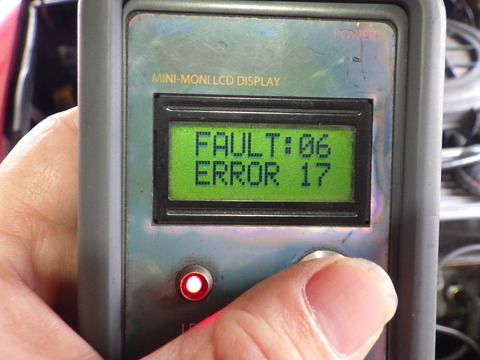 POWER
MINI-MONI LCD DISPLAY
FAULT:06
ERROR 17